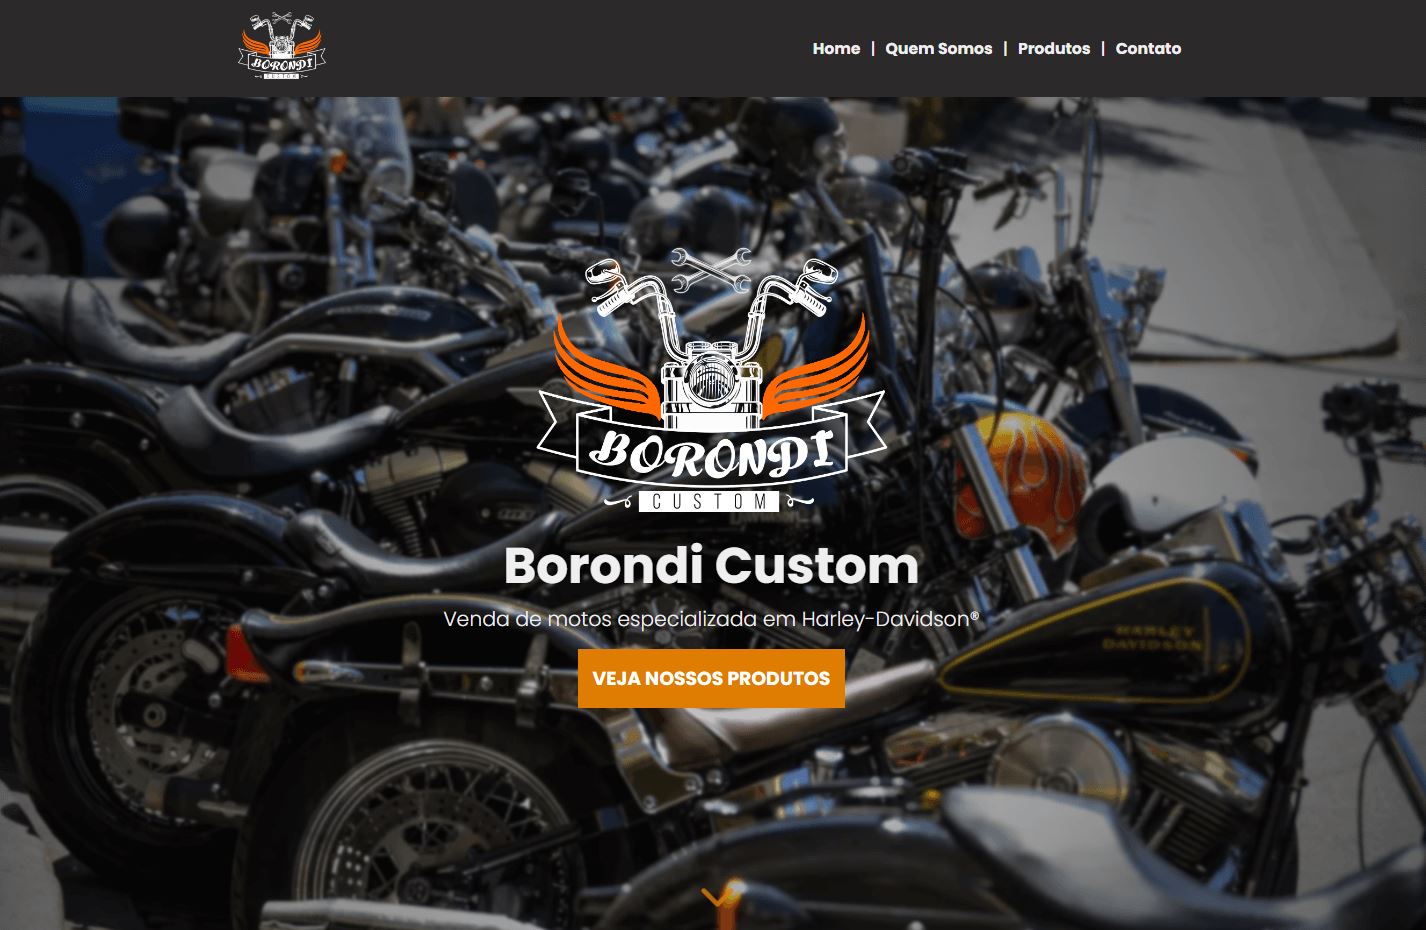 BORONDI
CUSTOM
Home | Quem Somos | Produtos | Contato
BORONDI
CUSTOM
Borondi Custom
Venda de motos especializada em Harley-Davidson®
VEJA NOSSOS PRODUTOS
HARLEY
DAVIDSON